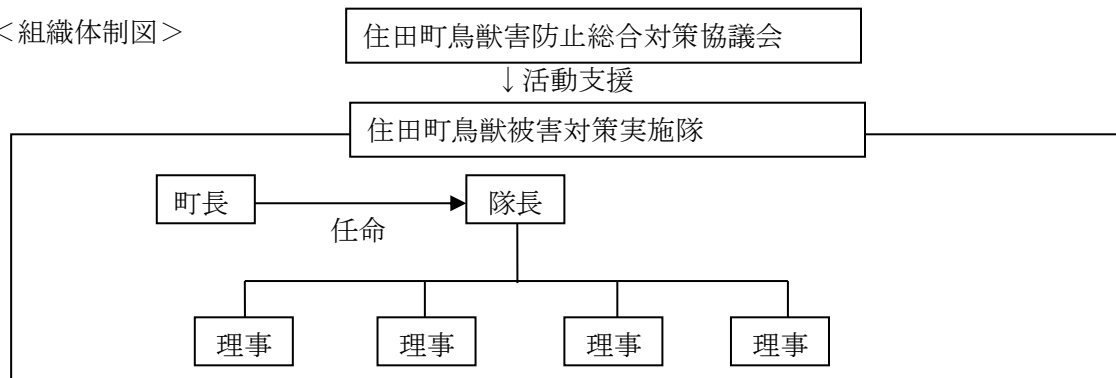 ＜組織体制図＞
住田町鳥獣害防止総合対策協議会
↓活動支援
住田町鳥獣被害対策実施隊
町長
隊長
任命
理事
理事
理事
理事